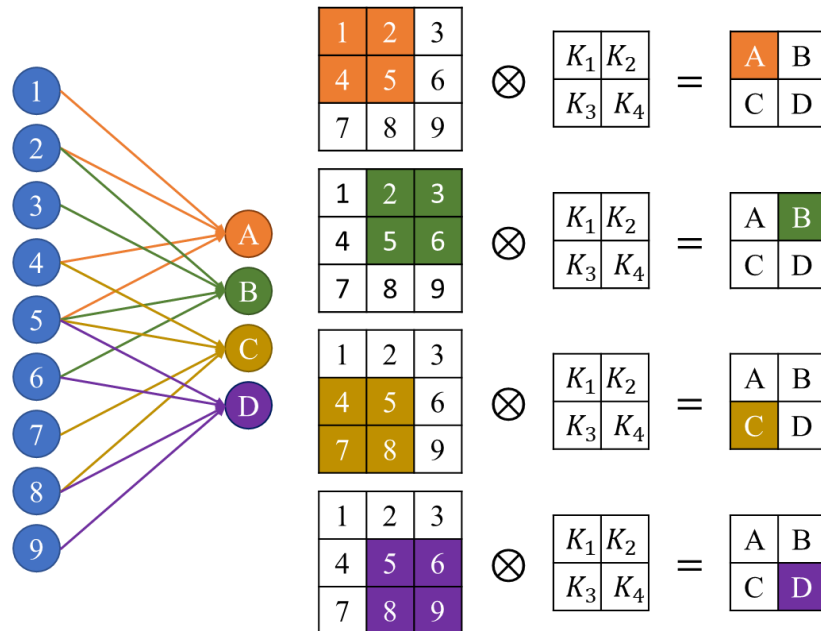 1
2
3
4
5
6
7
8
9
A
B
C
D
1 2 3
4 5 6
7 8 9
⊗
K₁ K₂
K₃ K₄
=
A B
C D
1 2 3
4 5 6
7 8 9
⊗
K₁ K₂
K₃ K₄
=
A B
C D
1 2 3
4 5 6
7 8 9
⊗
K₁ K₂
K₃ K₄
=
A B
C D
1 2 3
4 5 6
7 8 9
⊗
K₁ K₂
K₃ K₄
=
A B
C D